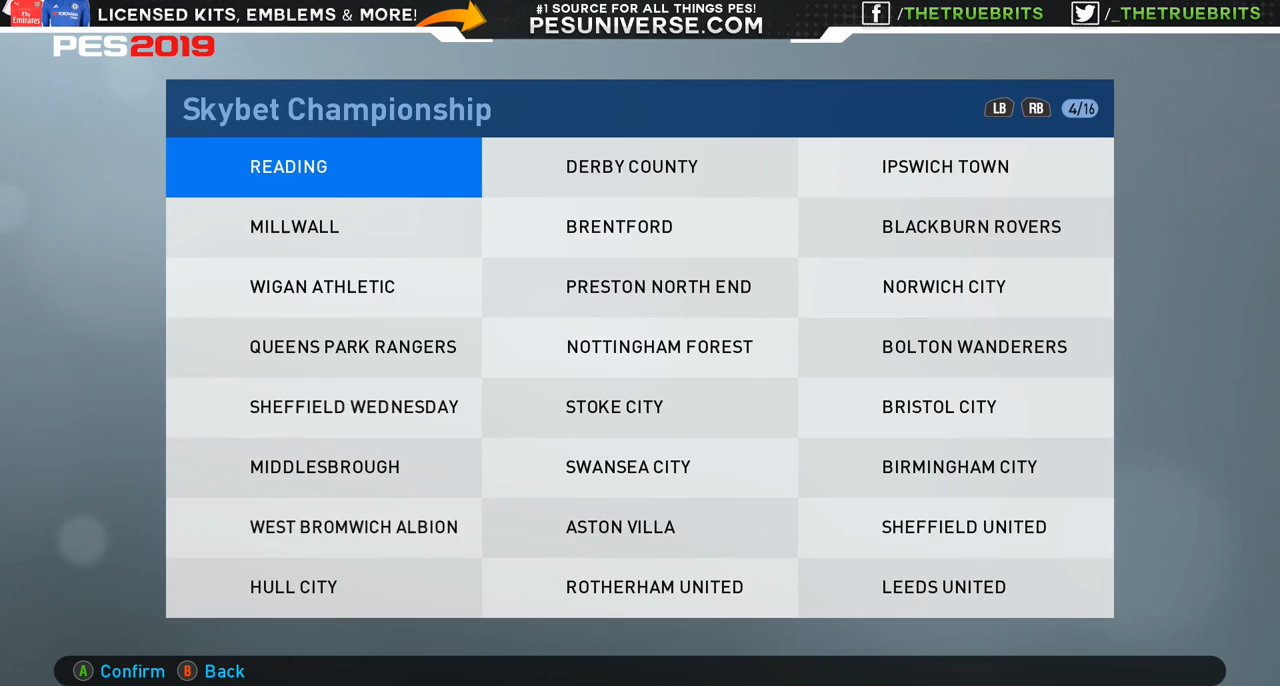 LICENSED KITS, EMBLEMS & MORE!
#1 SOURCE FOR ALL THINGS PES!
PESUNIVERSE.COM
/THETRUEBRITS
/_THETRUEBRITS
PES2019
Skybet Championship
LB RB 4/16
READING DERBY COUNTY IPSWICH TOWN
MILLWALL BRENTFORD BLACKBURN ROVERS
WIGAN ATHLETIC PRESTON NORTH END NORWICH CITY
QUEENS PARK RANGERS NOTTINGHAM FOREST BOLTON WANDERERS
SHEFFIELD WEDNESDAY STOKE CITY BRISTOL CITY
MIDDLESBROUGH SWANSEA CITY BIRMINGHAM CITY
WEST BROMWICH ALBION ASTON VILLA SHEFFIELD UNITED
HULL CITY ROTHERHAM UNITED LEEDS UNITED
A Confirm B Back